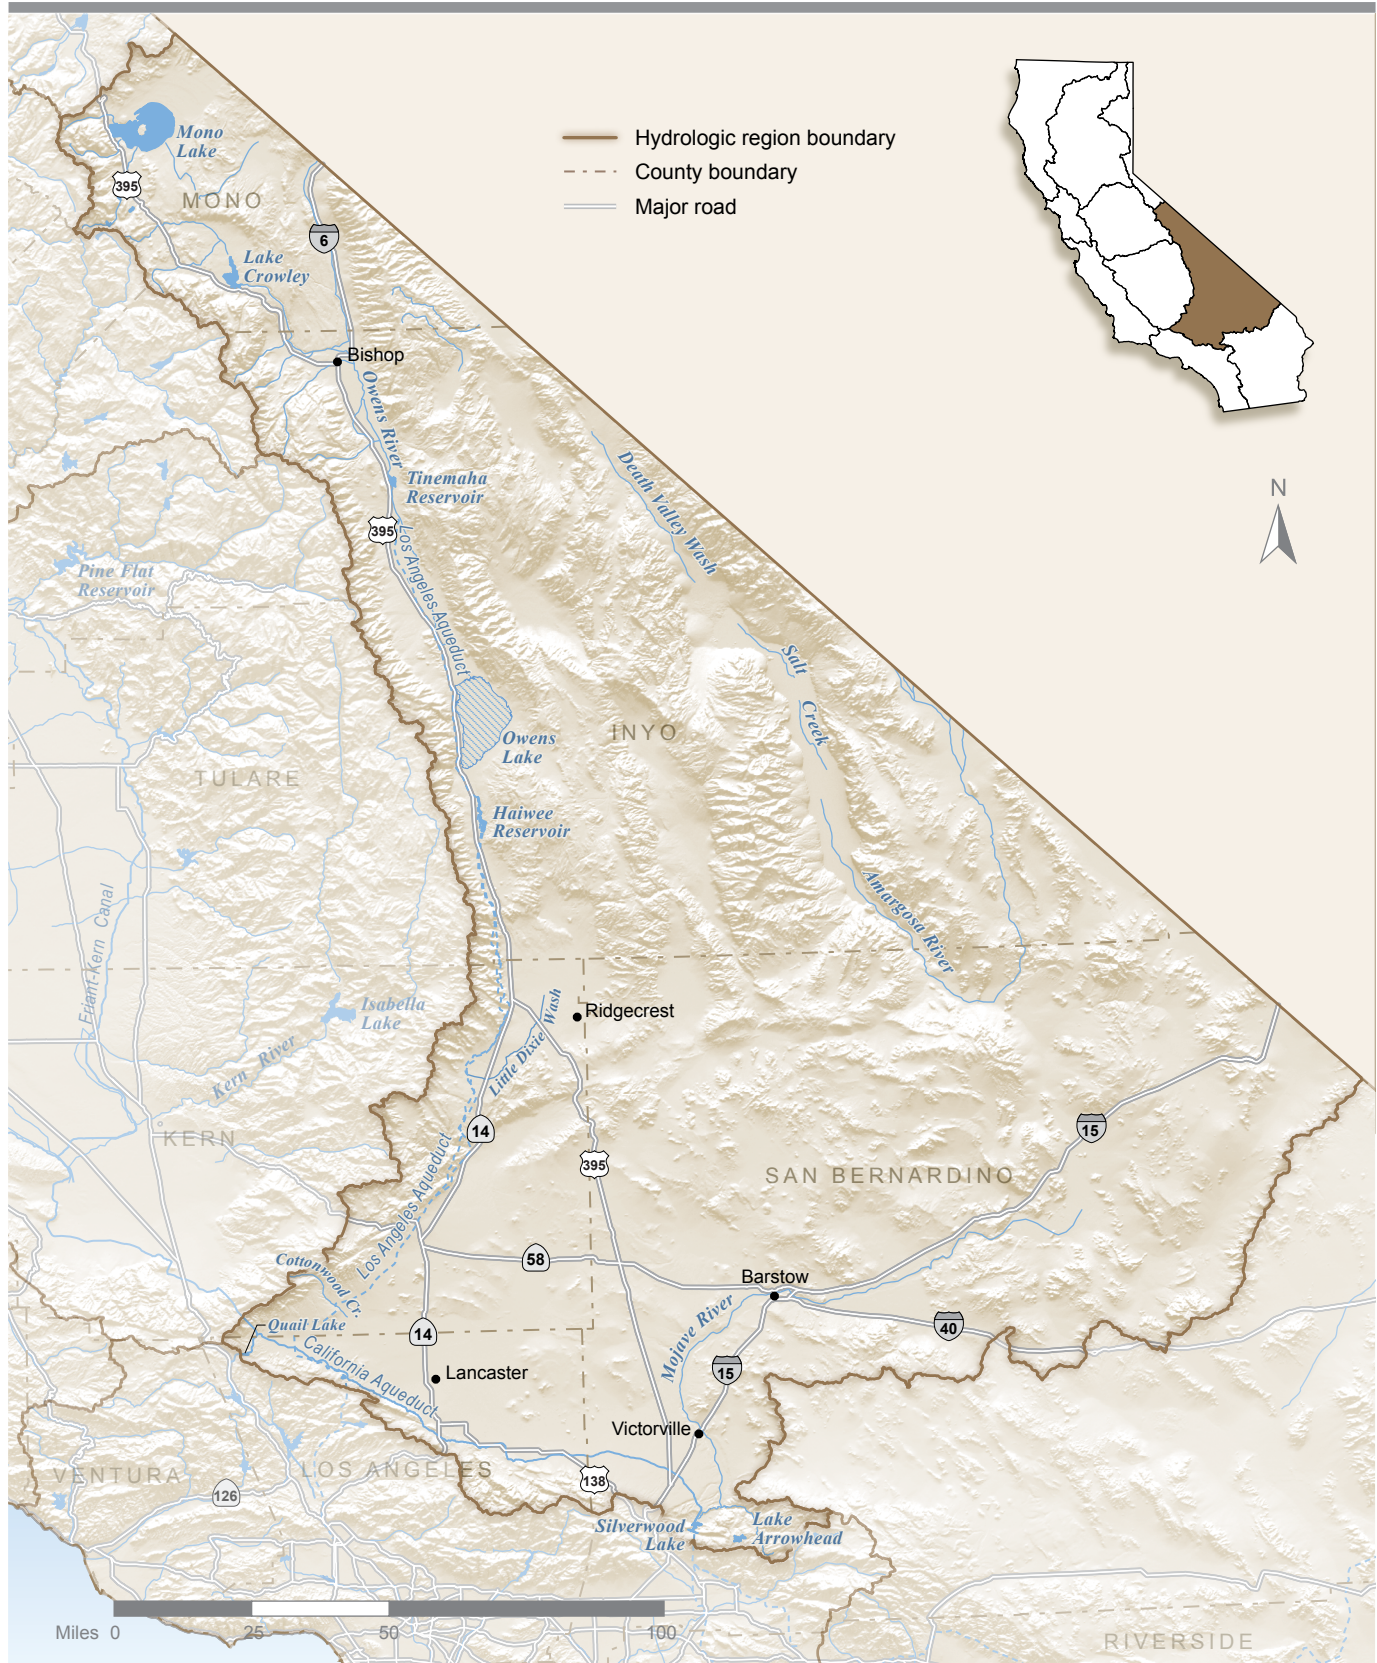 Mono
Lake
395
MONO
6
Lake
Crowley
Hydrologic region boundary
County boundary
Major road
N
Bishop
Owens River
Tinemaha
Reservoir
395
Los Angeles Aqueduct
Death Valley Wash
Pine Flat
Reservoir
Salt
Creek
INYO
Owens
Lake
TULARE
Haiwee
Reservoir
Amargosa River
Friant-Kern Canal
Isabella
Lake
Kern River
Little Dixie Wash
Ridgecrest
KERN
14
15
395
SAN BERNARDINO
Los Angeles Aqueduct
Cottonwood Cr.
58
Barstow
Quail Lake
14
40
Mojave River
California Aqueduct
15
Lancaster
Victorville
VENTURA
LOS ANGELES
126
138
Silverwood
Lake
Lake
Arrowhead
Miles 0 25 50 100
RIVERSIDE